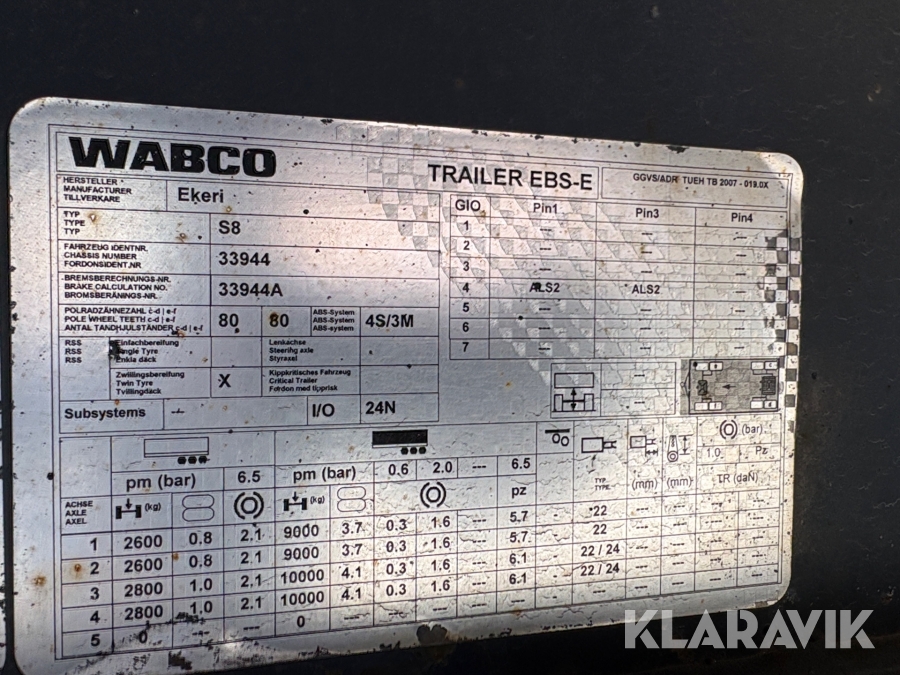 WABCO
TRAILER EBS-E
GGVS/ADR TUEH TB 2007 - 019.0X
HERSTELLER
MANUFACTURER
TILLVERKARE
Ekeri
TYP
TYPE
TYP
S8
FAHRZEUG IDENTNR.
CHASSIS NUMBER
FORDONSIDENT.NR
33944
BREMSBERECHNUNGS-NR.
BRAKE CALCULATION NO.
BROMSBERÄNINGS-NR.
33944A
POLRADZÄHNEZAHL c-d | e-f
POLE WHEEL TEETH c-d | e-f
ANTAL TANDHJULSTÄNDER c-d | e-f
80 80
ABS-System
ABS-System
ABS-system
4S/3M
RSS Einfachbereifung
RSS Single Tyre
RSS Enkla däck
Lenkachse
Steering axle
Styraxel
Zwillingsbereifung
Twin Tyre
Tvillingdäck
X
Kippkritisches Fahrzeug
Critical Trailer
Fordon med tipprisk
Subsystems --- I/O 24N
GIO Pin1 Pin3 Pin4
1 --- --- ---
2 --- --- ---
3 --- --- ---
4 ALS2 ALS2 ---
5 --- --- ---
6 --- --- ---
7 --- --- ---
---
---
pm (bar) 6.5 pm (bar) 0.6 2.0 --- 6.5
(bar)
1.0 Pz
ACHSE
AXLE
AXEL
(kg) (kg) pz
TYP
TYPE
(mm) (mm) LR (daN)
1 2600 0.8 2.1 9000 3.7 0.3 1.6 --- 5.7 -- 22 --- --- --- ---
2 2600 0.8 2.1 9000 3.7 0.3 1.6 --- 5.7 -- 22 --- --- --- ---
3 2800 1.0 2.1 10000 4.1 0.3 1.6 --- 6.1 -- 22 / 24 --- --- --- ---
4 2800 1.0 2.1 10000 4.1 0.3 1.6 --- 6.1 -- 22 / 24 --- --- --- ---
5 0 --- --- 0 --- --- --- --- --- -- --- --- --- --- ---
KLARAVIK